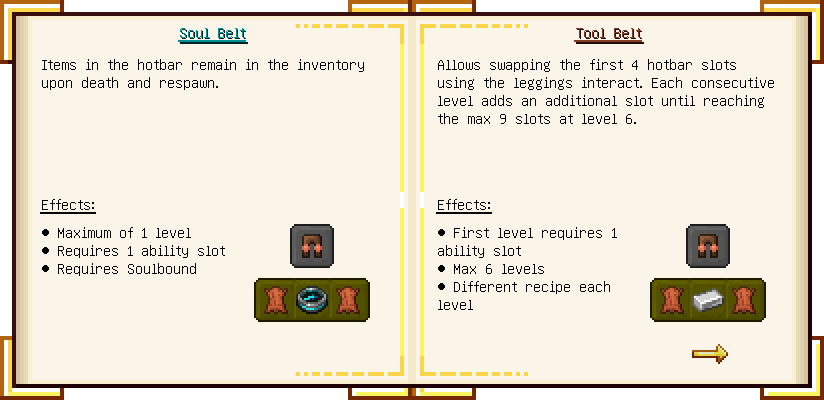 Soul Belt
Items in the hotbar remain in the inventory
upon death and respawn.
Effects:
● Maximum of 1 level
● Requires 1 ability slot
● Requires Soulbound
Tool Belt
Allows swapping the first 4 hotbar slots
using the leggings interact. Each consecutive
level adds an additional slot until reaching
the max 9 slots at level 6.
Effects:
● First level requires 1
ability slot
● Max 6 levels
● Different recipe each
level